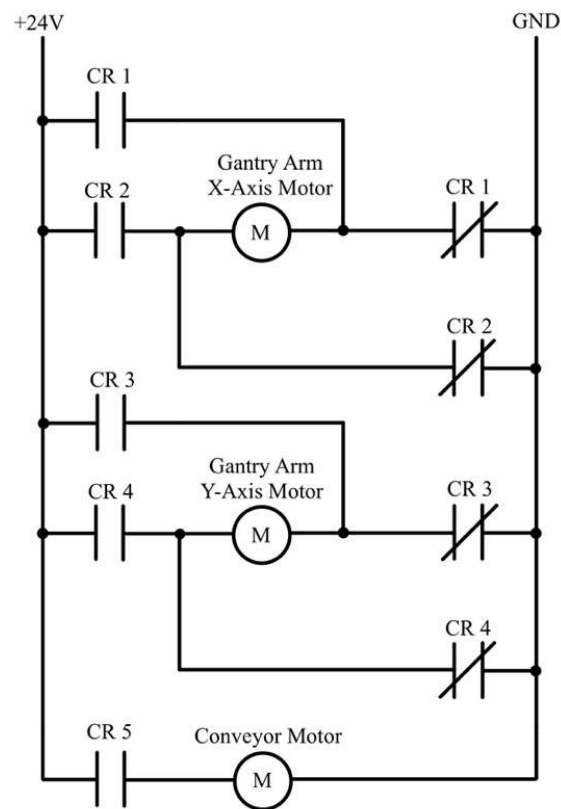 +24V
GND
CR 1
Gantry Arm
X-Axis Motor
CR 2
M
CR 1
CR 2
CR 3
Gantry Arm
Y-Axis Motor
CR 4
M
CR 3
CR 4
CR 5
Conveyor Motor
M